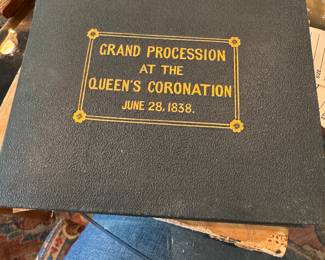 GRAND PROCESSION
AT THE
QUEEN'S CORONATION
JUNE 28, 1838.